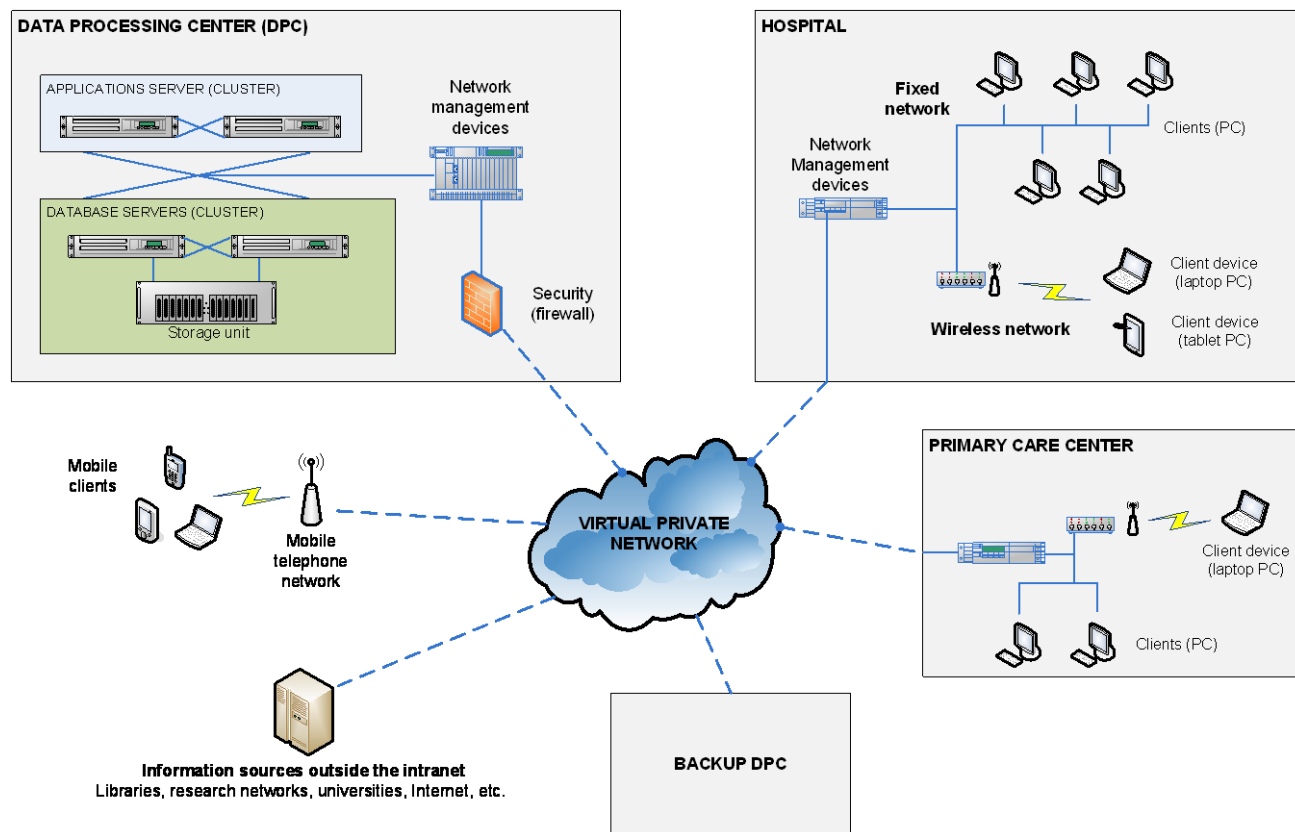 DATA PROCESSING CENTER (DPC)
APPLICATIONS SERVER (CLUSTER)
Network
management
devices
DATABASE SERVERS (CLUSTER)
Storage unit
Security
(firewall)
HOSPITAL
Fixed
network
Clients (PC)
Network
Management
devices
Client device
(laptop PC)
Wireless network
Client device
(tablet PC)
Mobile
clients
Mobile
telephone
network
VIRTUAL PRIVATE
NETWORK
PRIMARY CARE CENTER
Client device
(laptop PC)
Clients (PC)
Information sources outside the intranet
Libraries, research networks, universities, Internet, etc.
BACKUP DPC